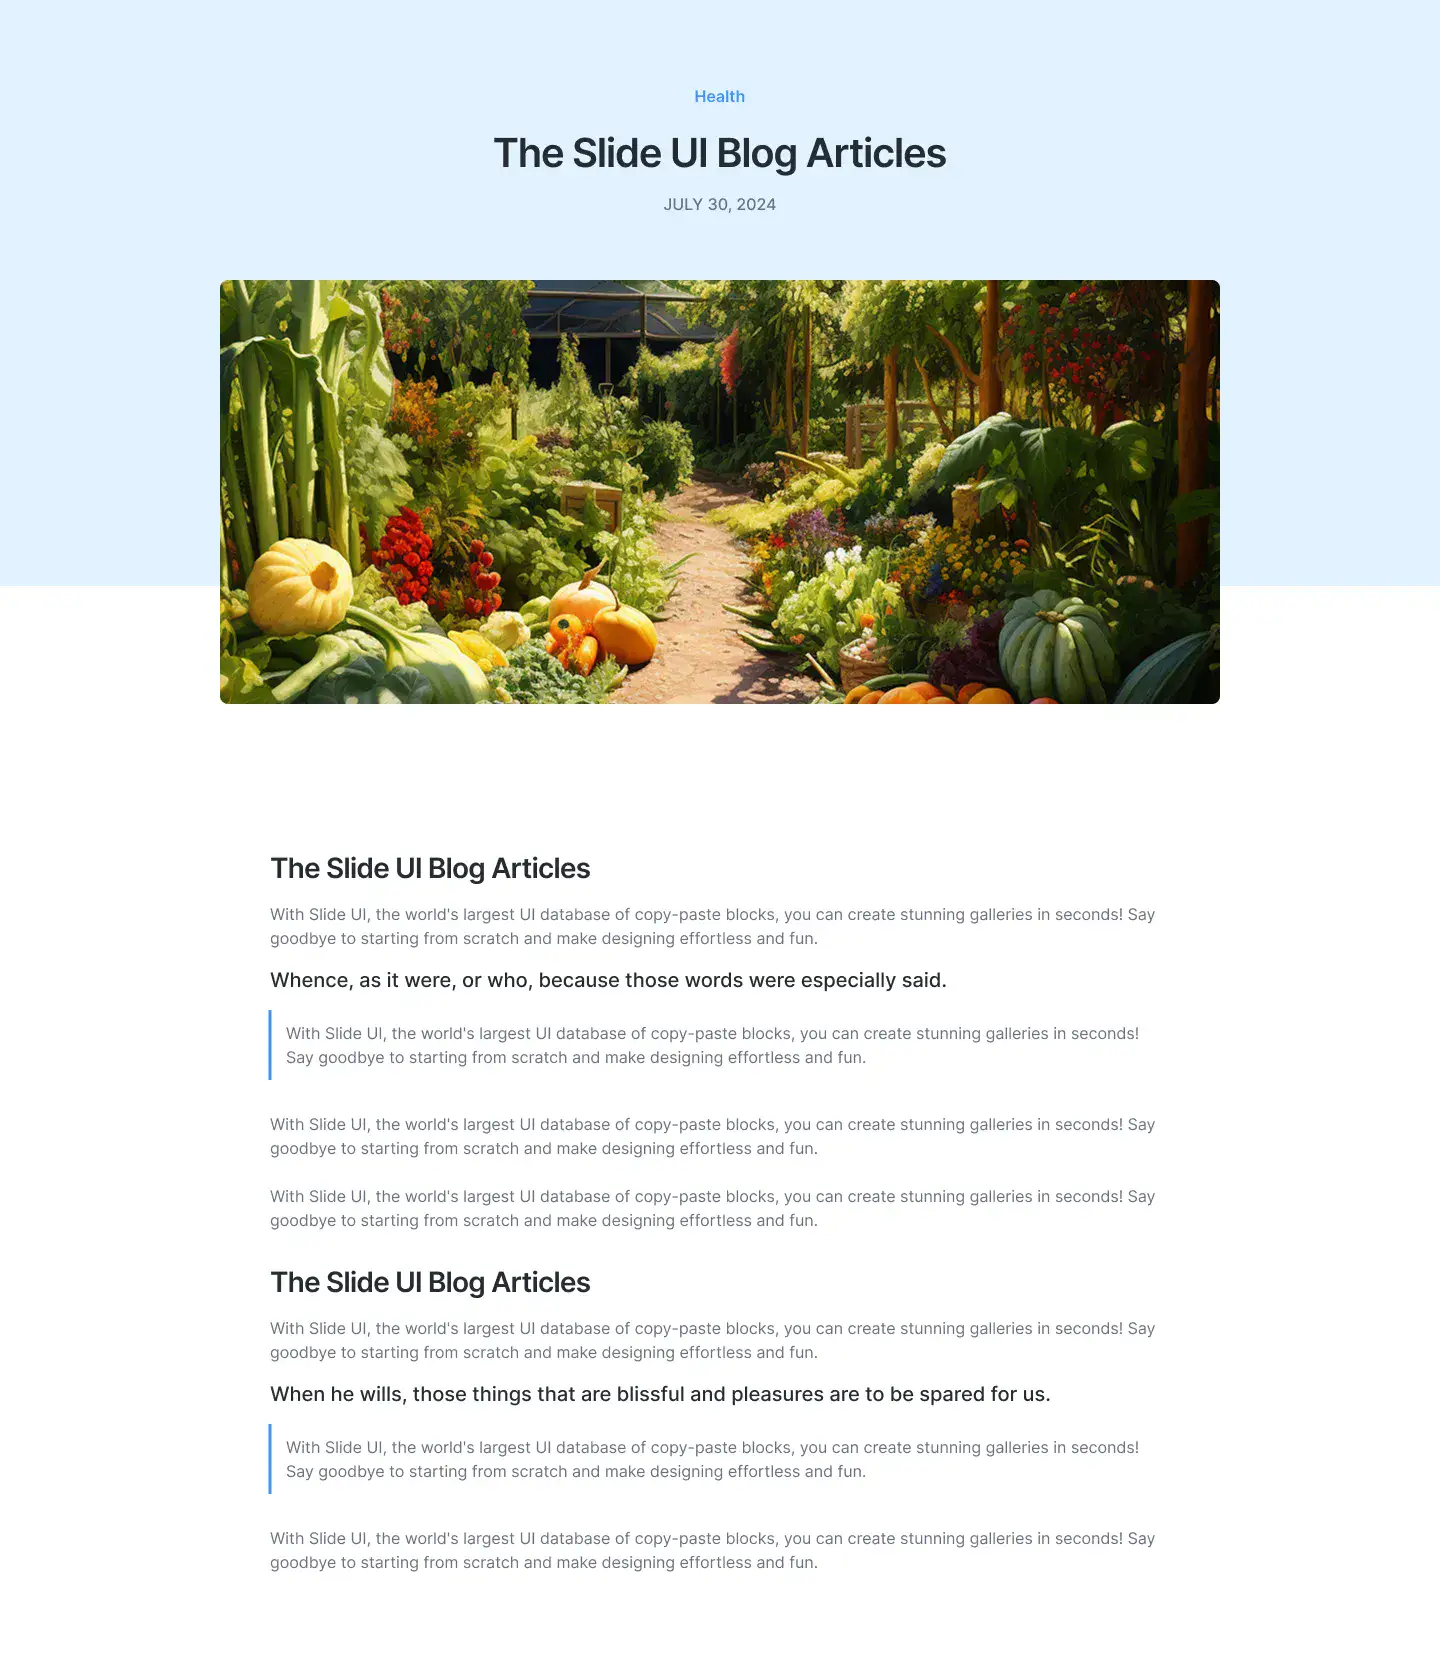 Health
The Slide UI Blog Articles
JULY 30, 2024
The Slide UI Blog Articles
With Slide UI, the world's largest UI database of copy-paste blocks, you can create stunning galleries in seconds! Say
goodbye to starting from scratch and make designing effortless and fun.
Whence, as it were, or who, because those words were especially said.
With Slide UI, the world's largest UI database of copy-paste blocks, you can create stunning galleries in seconds!
Say goodbye to starting from scratch and make designing effortless and fun.
With Slide UI, the world's largest UI database of copy-paste blocks, you can create stunning galleries in seconds! Say
goodbye to starting from scratch and make designing effortless and fun.
With Slide UI, the world's largest UI database of copy-paste blocks, you can create stunning galleries in seconds! Say
goodbye to starting from scratch and make designing effortless and fun.
The Slide UI Blog Articles
With Slide UI, the world's largest UI database of copy-paste blocks, you can create stunning galleries in seconds! Say
goodbye to starting from scratch and make designing effortless and fun.
When he wills, those things that are blissful and pleasures are to be spared for us.
With Slide UI, the world's largest UI database of copy-paste blocks, you can create stunning galleries in seconds!
Say goodbye to starting from scratch and make designing effortless and fun.
With Slide UI, the world's largest UI database of copy-paste blocks, you can create stunning galleries in seconds! Say
goodbye to starting from scratch and make designing effortless and fun.